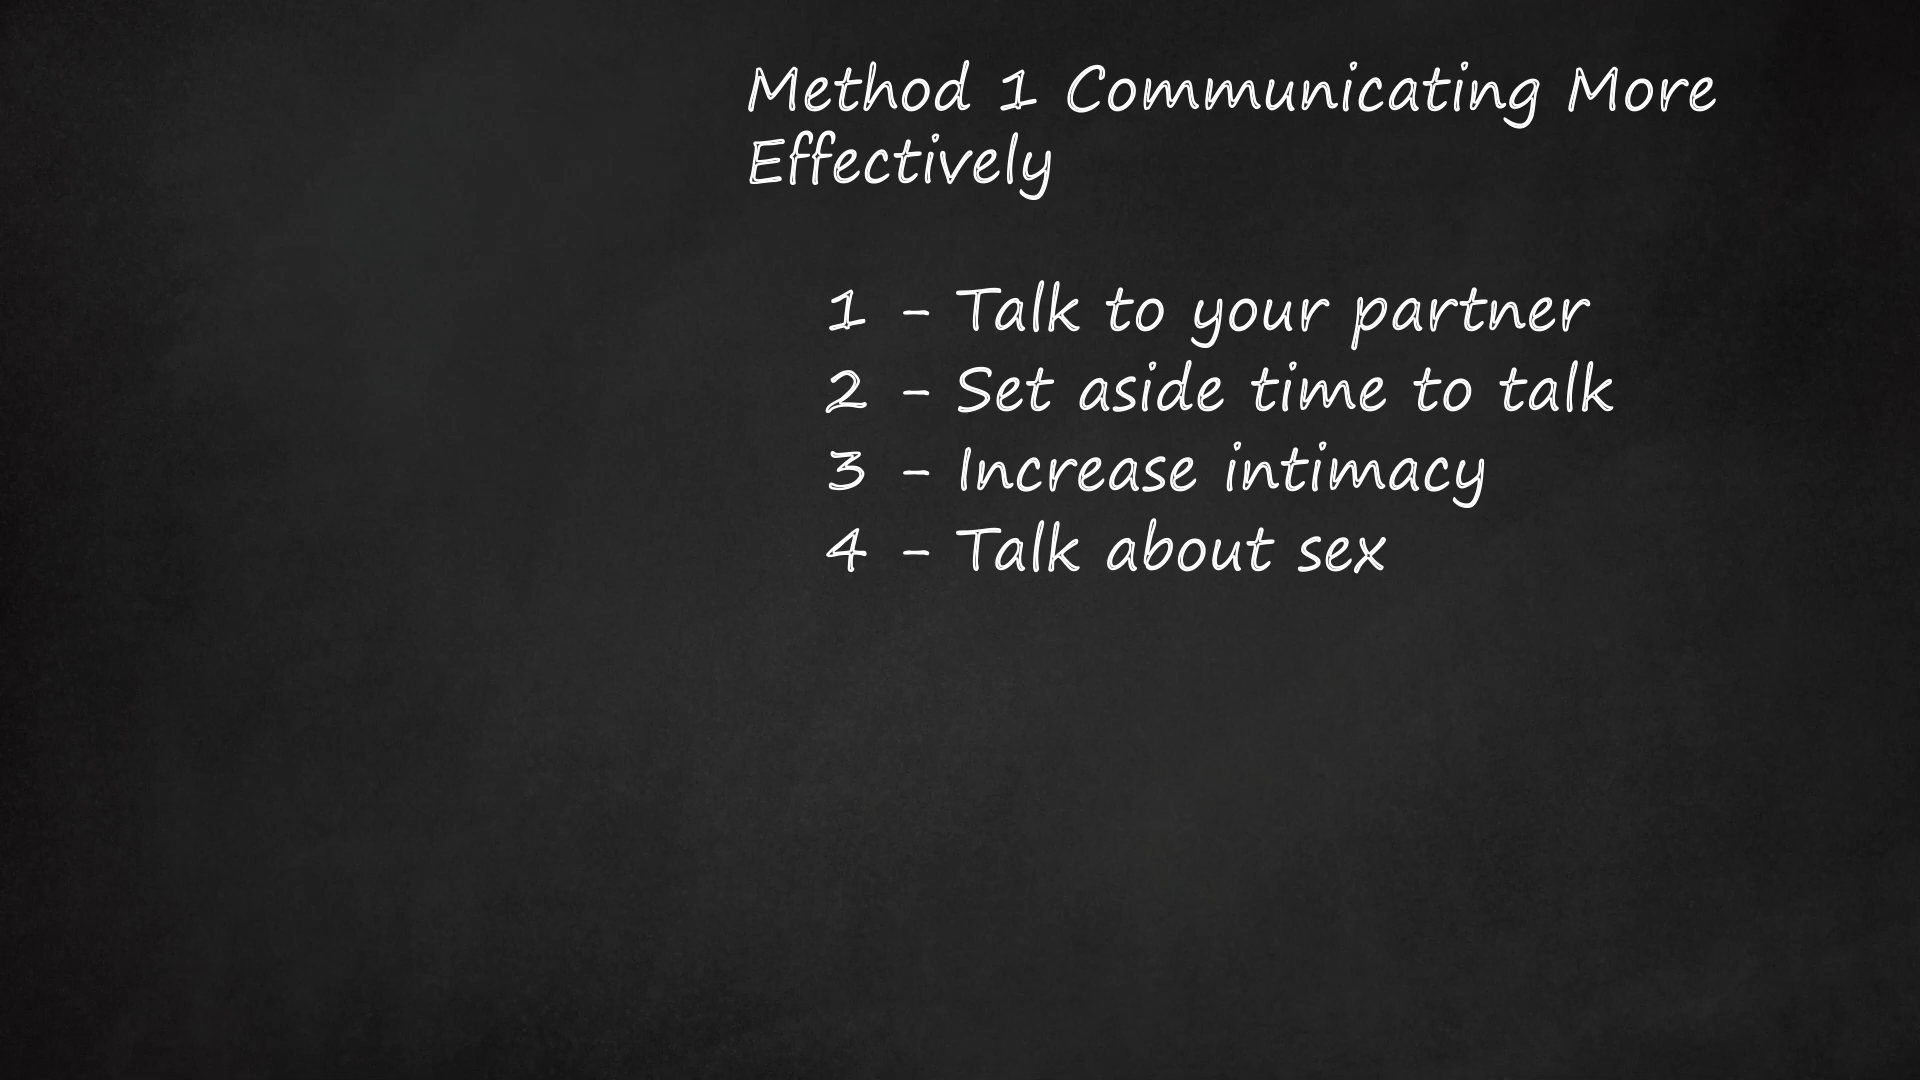 Method 1 Communicating More
Effectively
1 - Talk to your partner
2 - Set aside time to talk
3 - Increase intimacy
4 - Talk about sex